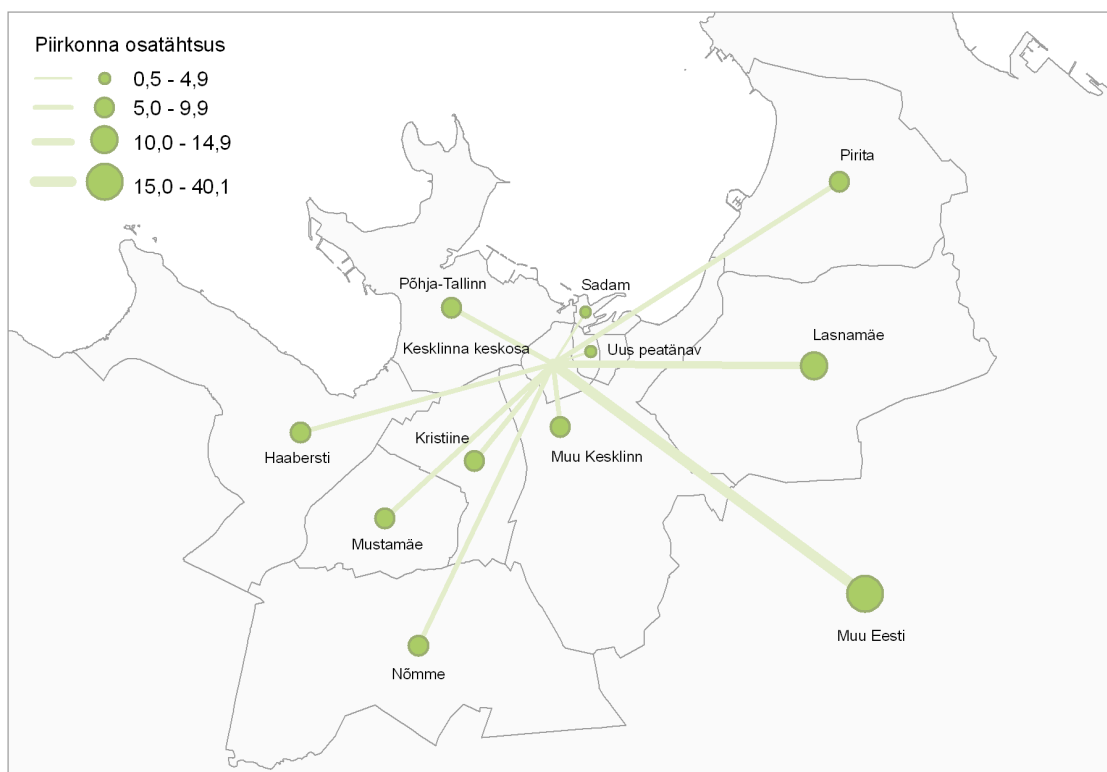 Piirkonna osatähtsus
0,5 - 4,9
5,0 - 9,9
10,0 - 14,9
15,0 - 40,1
Pirita
Põhja-Tallinn
Sadam
Kesklinna keskosa
Uus peatänav
Lasnamäe
Kristiine
Haabersti
Muu Kesklinn
Mustamäe
Muu Eesti
Nõmme